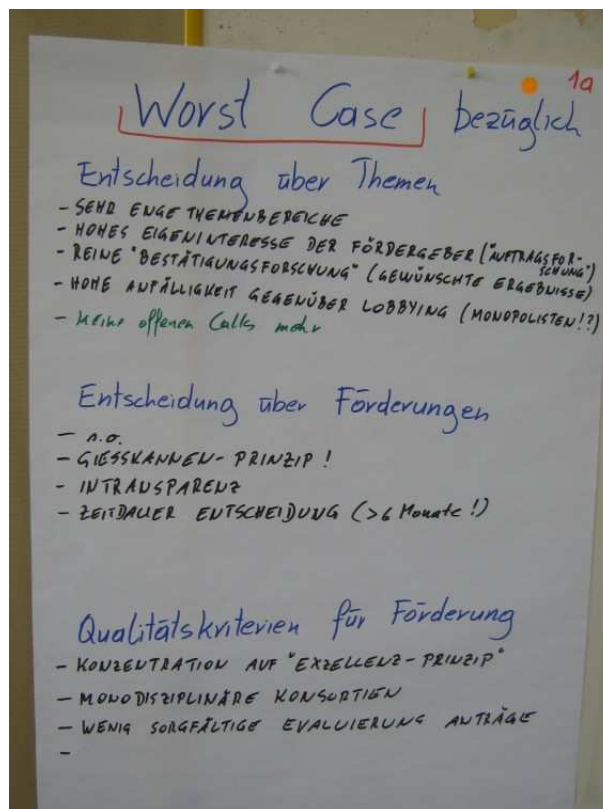 1a
Worst Case bezüglich
Entscheidung über Themen
- SEHR ENGE THEMENBEREICHE
- HOHES EIGENINTERESSE DER FÖRDERGEBER ("AUFTRAGSFOR-
SCHUNG")
- REINE "BESTÄTIGUNGSFORSCHUNG" (GEWÜNSCHTE ERGEBNISSE)
- HOHE ANFÄLLIGKEIT GEGENÜBER LOBBYING (MONOPOLISTEN!?)
- Keine offenen Calls mehr
Entscheidung über Förderungen
- s.o.
- GIESSKANNEN-PRINZIP!
- INTRANSPARENZ
- ZEITDAUER ENTSCHEIDUNG (>6 Monate!)
Qualitätskriterien für Förderung
- KONZENTRATION AUF "EXZELLENZ-PRINZIP"
- MONODISZIPLINÄRE KONSORTIEN
- WENIG SORGFÄLTIGE EVALUIERUNG ANTRÄGE
-